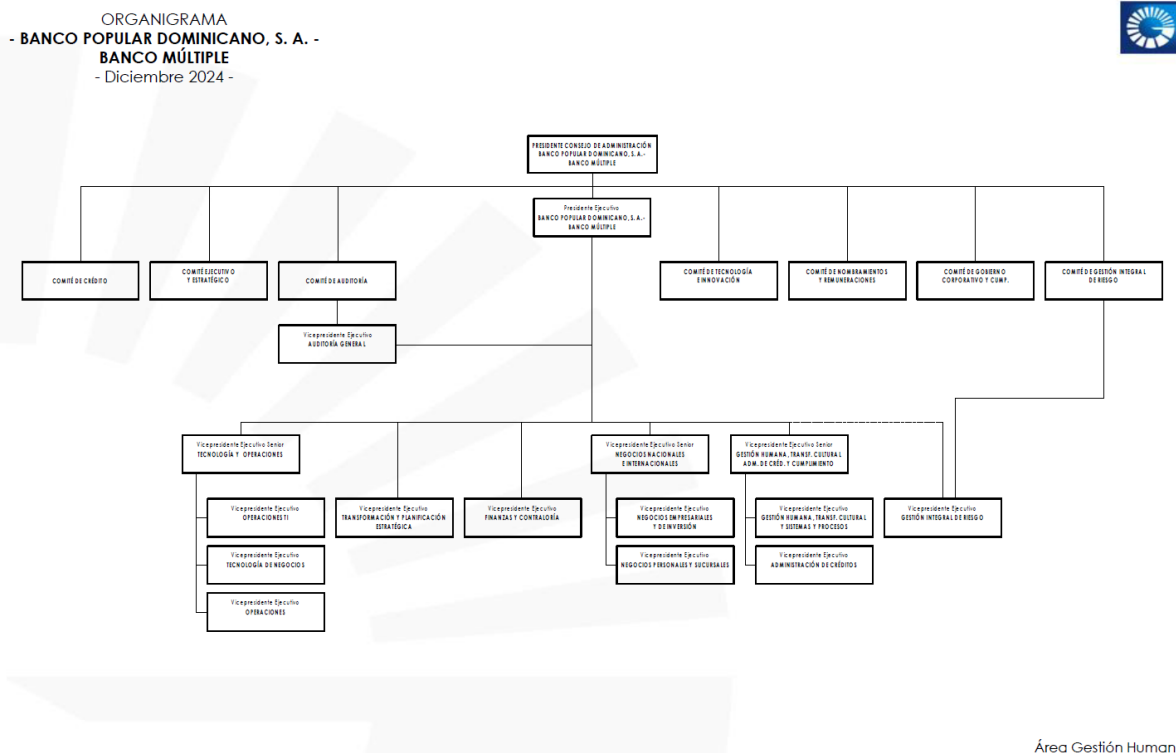 ORGANIGRAMA
- BANCO POPULAR DOMINICANO, S. A. -
BANCO MÚLTIPLE
- Diciembre 2024 -
PRESIDENTE CONSEJO DE ADMINISTRACIÓN
BANCO POPULAR DOMINICANO, S. A.-
BANCO MÚLTIPLE
Presidente Ejecutivo
BANCO POPULAR DOMINICANO, S. A.-
BANCO MÚLTIPLE
COMITÉ DE CRÉDITO
COMITÉ EJECUTIVO
Y ESTRATÉGICO
COMITÉ DE AUDITORÍA
COMITÉ DE TECNOLOGÍA
E INNOVACIÓN
COMITÉ DE NOMBRAMIENTOS
Y REMUNERACIONES
COMITÉ DE GOBIERNO
CORPORATIVO Y CUMP.
COMITÉ DE GESTIÓN INTEGRAL
DE RIESGO
Vicepresidente Ejecutivo
AUDITORÍA GENERAL
Vicepresidente Ejecutivo Senior
TECNOLOGÍA Y OPERACIONES
Vicepresidente Ejecutivo Senior
NEGOCIOS NACIONALES
E INTERNACIONALES
Vicepresidente Ejecutivo Senior
GESTIÓN HUMANA, TRANSF. CULTURAL
ADM. DE CRÉD. Y CUMPLIMIENTO
Vicepresidente Ejecutivo
OPERACIONES TI
Vicepresidente Ejecutivo
TRANSFORMACIÓN Y PLANIFICACIÓN
ESTRATÉGICA
Vicepresidente Ejecutivo
FINANZAS Y CONTRALORÍA
Vicepresidente Ejecutivo
NEGOCIOS EMPRESARIALES
Y DE INVERSIÓN
Vicepresidente Ejecutivo
GESTIÓN HUMANA, TRANSF. CULTURAL
Y SISTEMAS Y PROCESOS
Vicepresidente Ejecutivo
GESTIÓN INTEGRAL DE RIESGO
Vicepresidente Ejecutivo
TECNOLOGÍA DE NEGOCIOS
Vicepresidente Ejecutivo
NEGOCIOS PERSONALES Y SUCURSALES
Vicepresidente Ejecutivo
ADMINISTRACIÓN DE CRÉDITOS
Vicepresidente Ejecutivo
OPERACIONES
Área Gestión Human